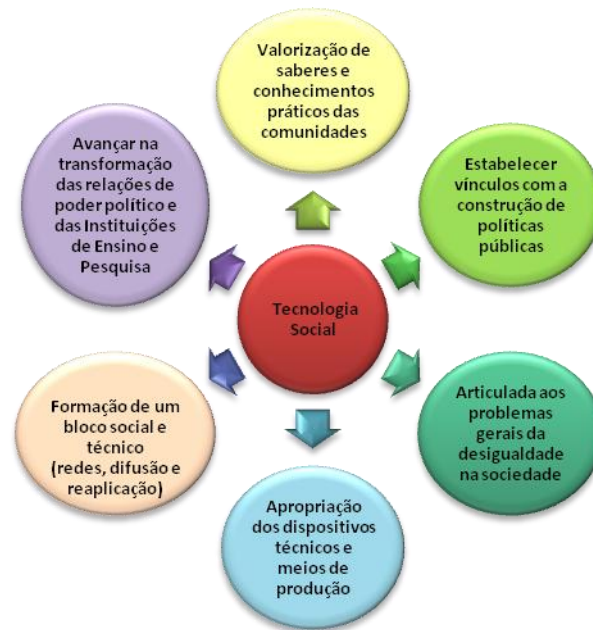 Valorização de
saberes e
conhecimentos
práticos das
comunidades
Estabelecer
vínculos com a
construção de
políticas
públicas
Articulada aos
problemas
gerais da
desigualdade
na sociedade
Apropriação
dos dispositivos
técnicos e
meios de
produção
Formação de um
bloco social e
técnico
(redes, difusão e
reaplicação)
Avançar na
transformação
das relações de
poder político e
das Instituições
de Ensino e
Pesquisa
Tecnologia
Social